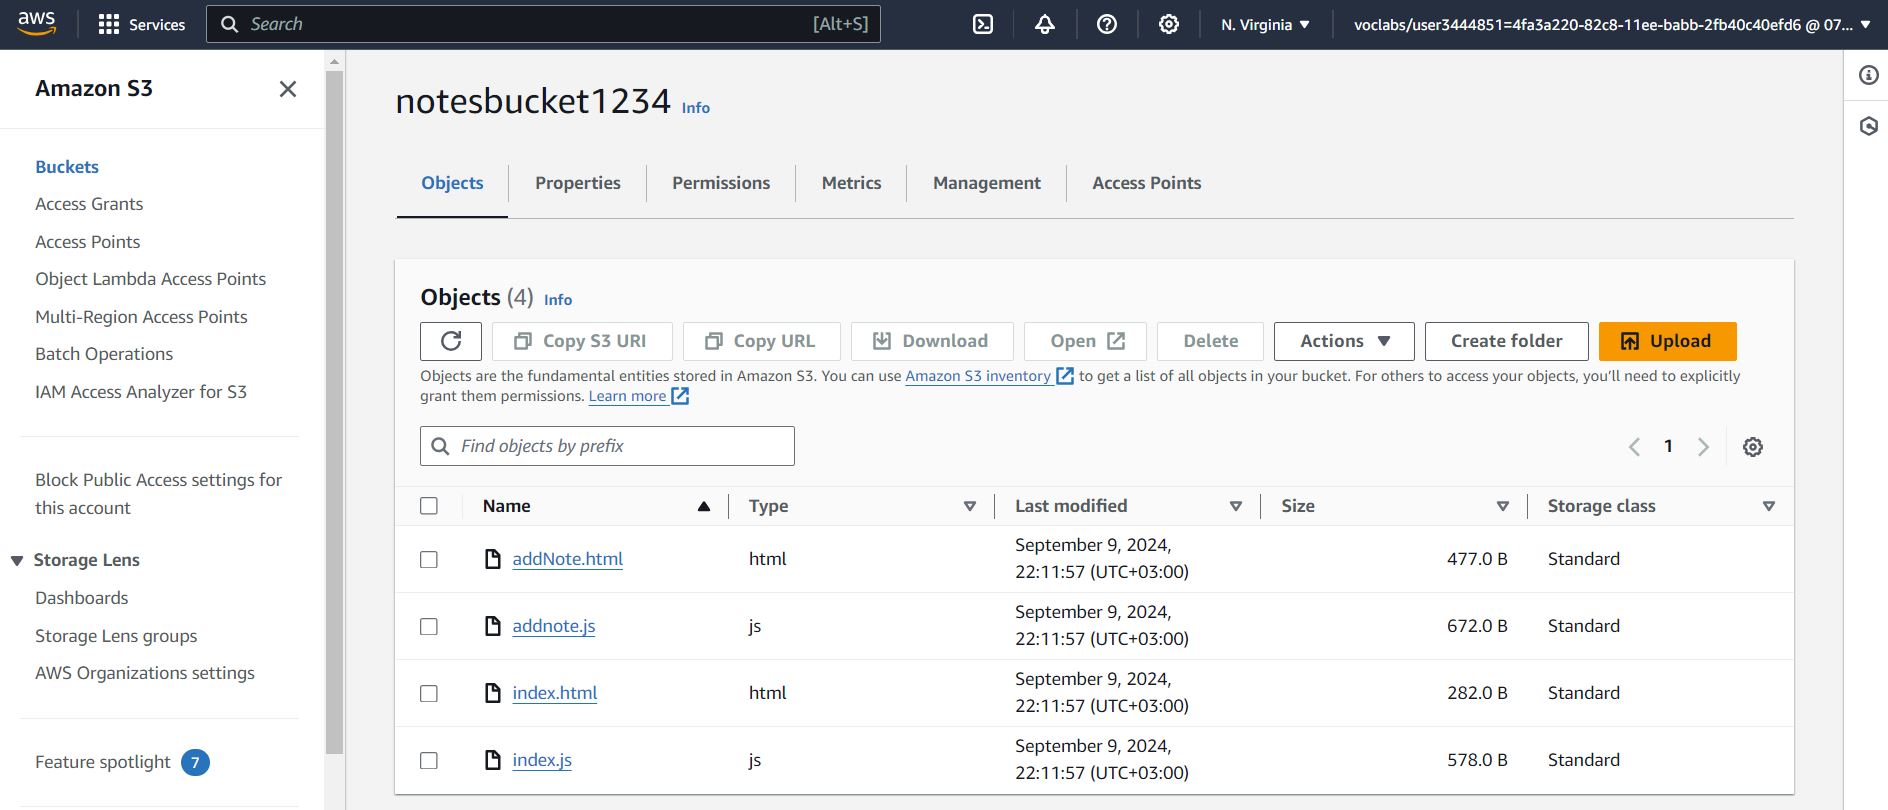 aws
Services
Search
[Alt+S]
N. Virginia
voclabs/user3444851=4fa3a220-82c8-11ee-babb-2fb40c40efd6 @ 07...
Amazon S3
Buckets
Access Grants
Access Points
Object Lambda Access Points
Multi-Region Access Points
Batch Operations
IAM Access Analyzer for S3
Block Public Access settings for
this account
Storage Lens
Dashboards
Storage Lens groups
AWS Organizations settings
Feature spotlight 7
notesbucket1234 Info
Objects
Properties
Permissions
Metrics
Management
Access Points
Objects (4) Info
Copy S3 URI
Copy URL
Download
Open
Delete
Actions
Create folder
Upload
Objects are the fundamental entities stored in Amazon S3. You can use Amazon S3 inventory to get a list of all objects in your bucket. For others to access your objects, you'll need to explicitly
grant them permissions. Learn more
Find objects by prefix
1
Name Type Last modified Size Storage class
addNote.html html September 9, 2024, 22:11:57 (UTC+03:00) 477.0 B Standard
addnote.js js September 9, 2024, 22:11:57 (UTC+03:00) 672.0 B Standard
index.html html September 9, 2024, 22:11:57 (UTC+03:00) 282.0 B Standard
index.js js September 9, 2024, 22:11:57 (UTC+03:00) 578.0 B Standard